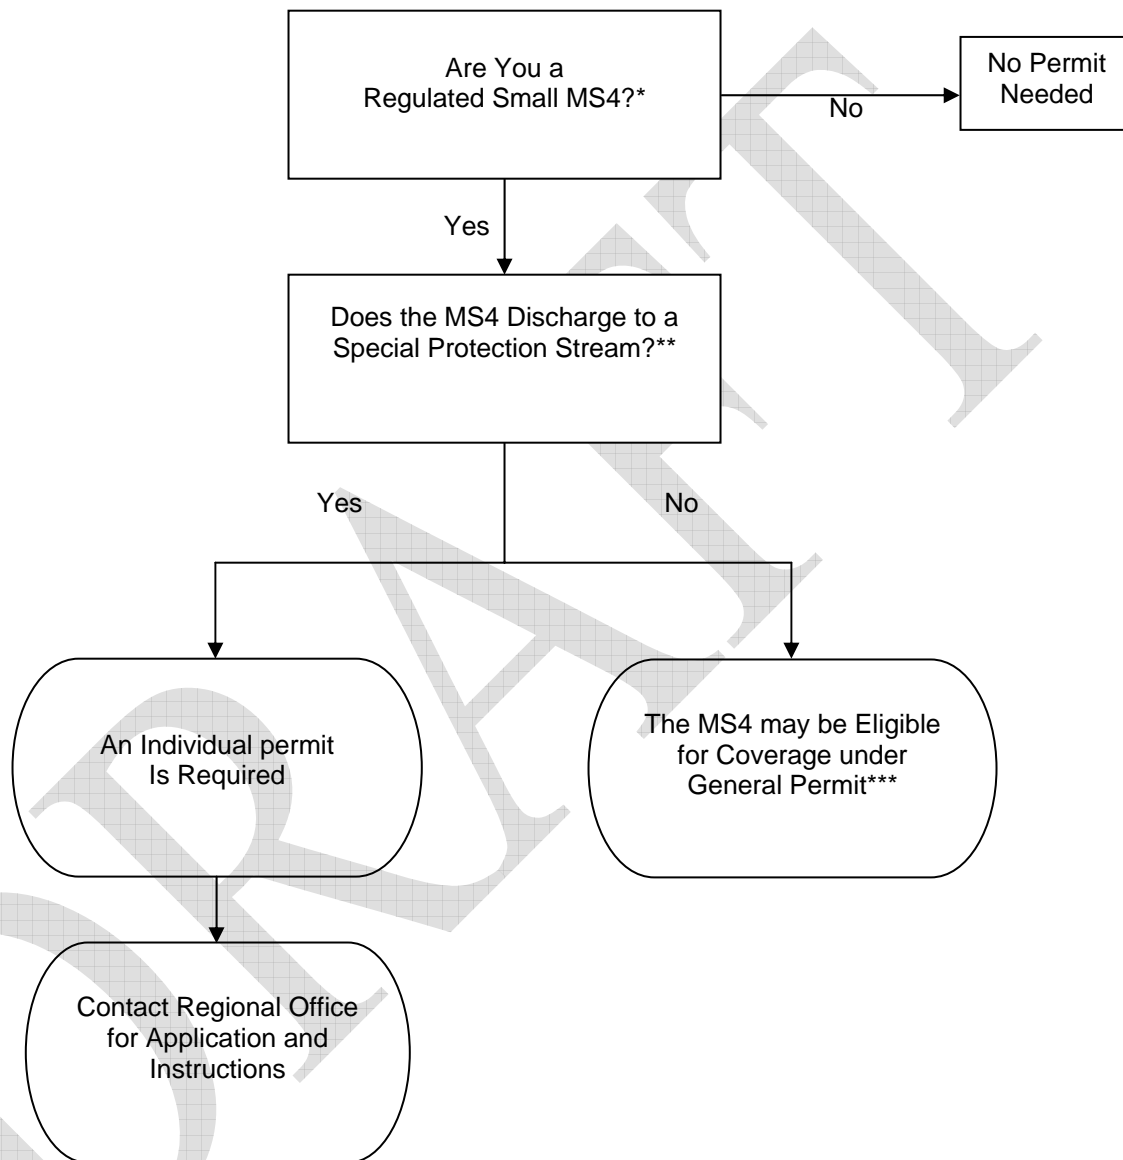 Are You a
Regulated Small MS4?*
No
No Permit
Needed
Yes
Does the MS4 Discharge to a
Special Protection Stream?**
Yes
No
An Individual permit
Is Required
The MS4 may be Eligible
for Coverage under
General Permit***
Contact Regional Office
for Application and
Instructions
DRAFT